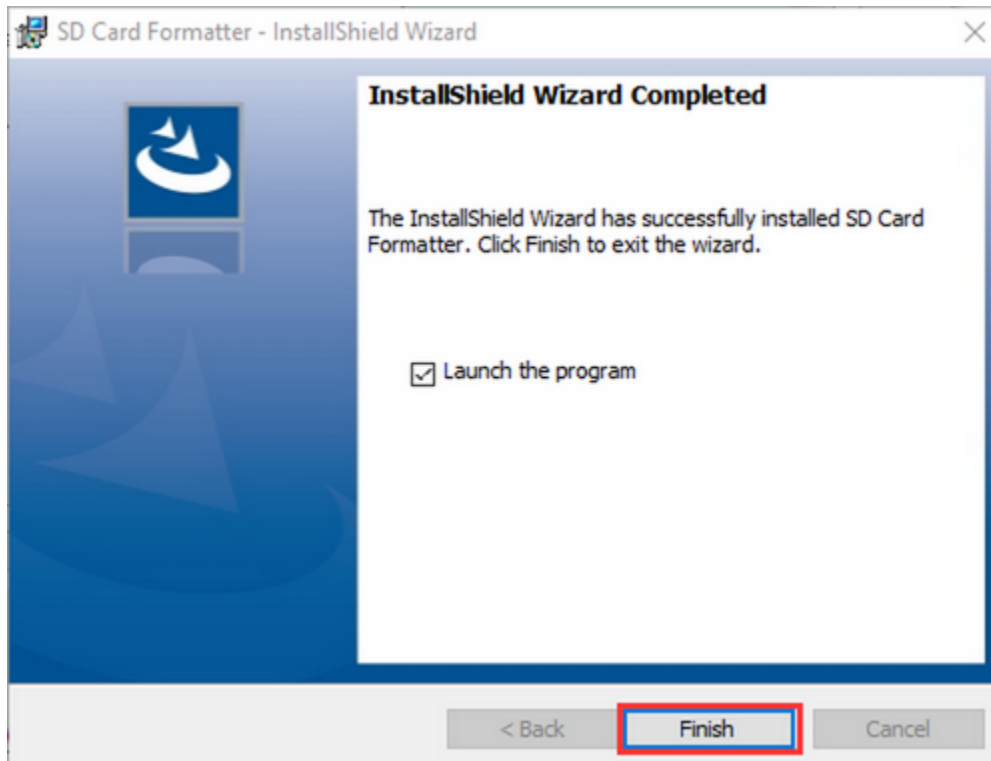 SD Card Formatter - InstallShield Wizard
InstallShield Wizard Completed
The InstallShield Wizard has successfully installed SD Card
Formatter. Click Finish to exit the wizard.
Launch the program
< Back Finish Cancel